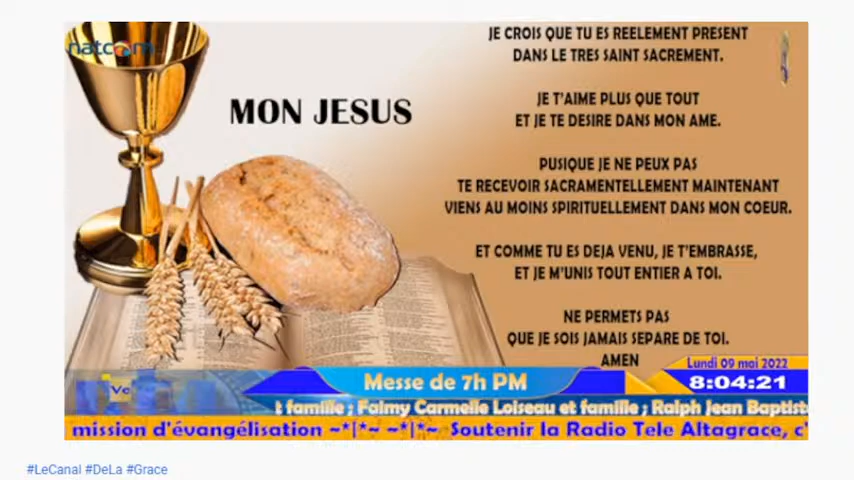 natcom
JE CROIS QUE TU ES REELEMENT PRESENT
DANS LE TRES SAINT SACREMENT.
JE T'AIME PLUS QUE TOUT
ET JE TE DESIRE DANS MON AME.
MON JESUS
PUSIQUE JE NE PEUX PAS
TE RECEVOIR SACRAMENTELLEMENT MAINTENANT
VIENS AU MOINS SPIRITUELLEMENT DANS MON COEUR.
ET COMME TU ES DEJA VENU, JE T'EMBRASSE,
ET JE M'UNIS TOUT ENTIER A TOI.
NE PERMETS PAS
QUE JE SOIS JAMAIS SEPARE DE TOI.
AMEN
Lundi 09 mai 2022
Messe de 7h PM
8:04:21
famille ; Falmy Carmelle Loiseau et famille ; Ralph Jean Baptist
mission d'évangélisation ~*|*~ ~*|*~ Soutenir la Radio Tele Altagrace, c'
#LeCanal #DeLa #Grace